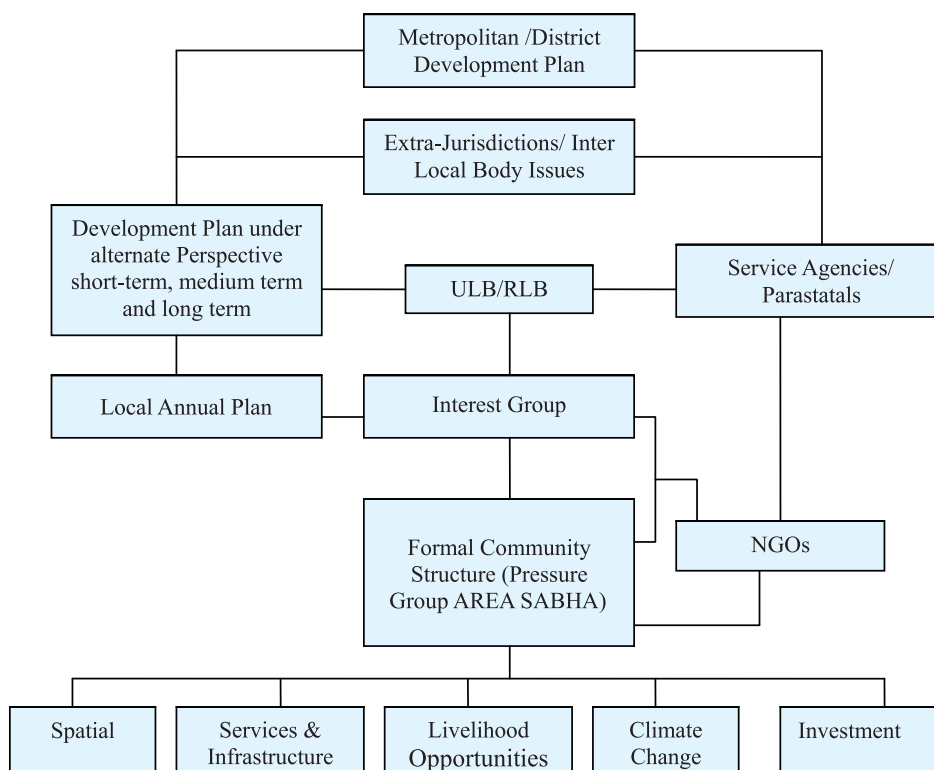 Metropolitan /District
Development Plan
Extra-Jurisdictions/ Inter
Local Body Issues
Development Plan under
alternate Perspective
short-term, medium term
and long term
ULB/RLB
Service Agencies/
Parastatals
Local Annual Plan
Interest Group
Formal Community
Structure (Pressure
Group AREA SABHA)
NGOs
Spatial
Services &
Infrastructure
Livelihood
Opportunities
Climate
Change
Investment